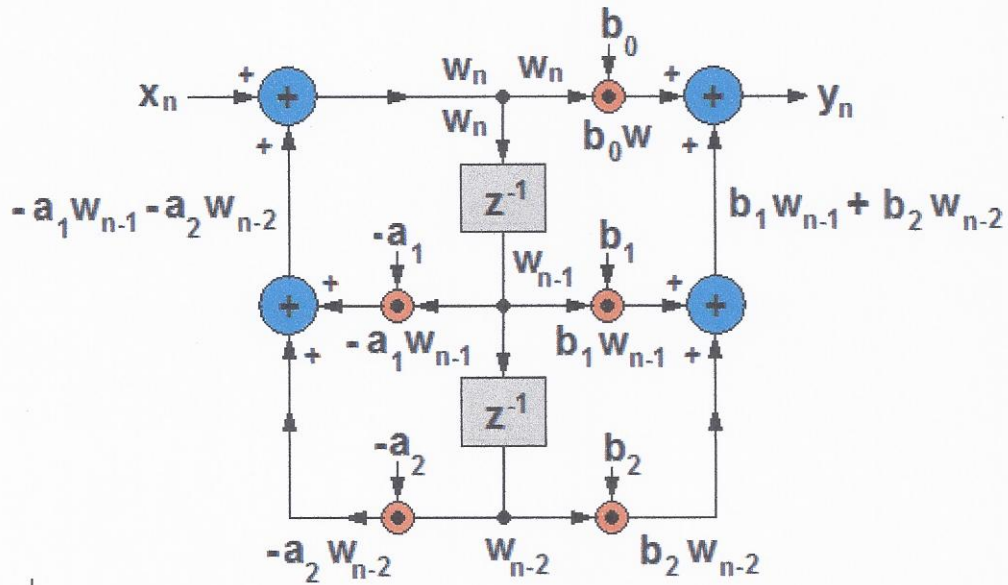 b₀
xₙ + + wₙ wₙ + + yₙ
wₙ b₀w
+ +
z⁻¹
-a₁wₙ₋₁ -a₂wₙ₋₂ b₁wₙ₋₁ + b₂wₙ₋₂
-a₁ b₁
wₙ₋₁
+ + + +
-a₁wₙ₋₁ b₁wₙ₋₁
+ +
z⁻¹
-a₂ b₂
-a₂wₙ₋₂ wₙ₋₂ b₂wₙ₋₂